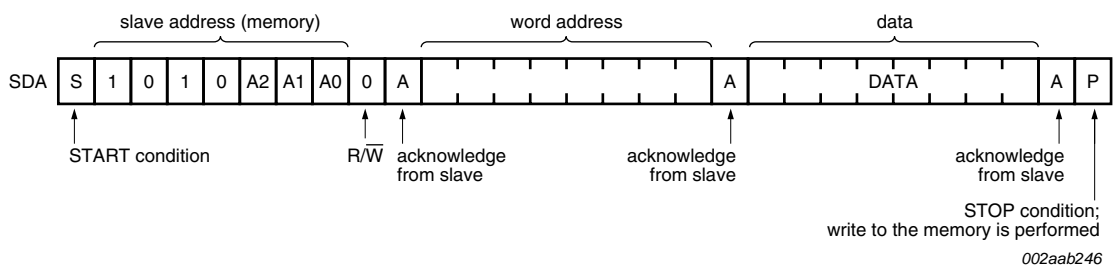 slave address (memory) word address data
SDA S 1 0 1 0 A2 A1 A0 0 A A DATA A P
START condition R/W̅ acknowledge from slave acknowledge from slave acknowledge from slave
STOP condition;
write to the memory is performed
002aab246